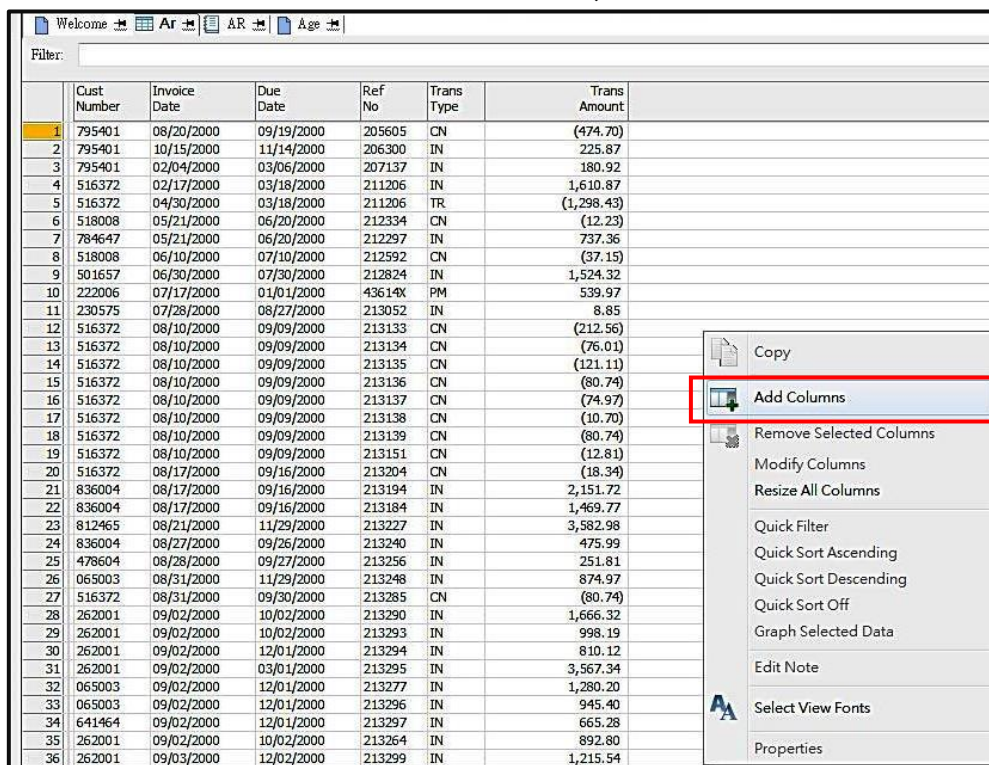 Welcome Ar AR Age
Filter:
Cust Number Invoice Date Due Date Ref No Trans Type Trans Amount
1 795401 08/20/2000 09/19/2000 205605 CN (474.70)
2 795401 10/15/2000 11/14/2000 206300 IN 225.87
3 795401 02/04/2000 03/06/2000 207137 IN 180.92
4 516372 02/17/2000 03/18/2000 211206 IN 1,610.87
5 516372 04/30/2000 03/18/2000 211206 TR (1,298.43)
6 518008 05/21/2000 06/20/2000 212334 CN (12.23)
7 784647 05/21/2000 06/20/2000 212297 IN 737.36
8 518008 06/10/2000 07/10/2000 212592 CN (37.15)
9 501657 06/30/2000 07/30/2000 212824 IN 1,524.32
10 222006 07/17/2000 01/01/2000 43614X PM 539.97
11 230575 07/28/2000 08/27/2000 213052 IN 8.85
12 516372 08/10/2000 09/09/2000 213133 CN (212.56)
13 516372 08/10/2000 09/09/2000 213134 CN (76.01)
14 516372 08/10/2000 09/09/2000 213135 CN (121.11)
15 516372 08/10/2000 09/09/2000 213136 CN (80.74)
16 516372 08/10/2000 09/09/2000 213137 CN (74.97)
17 516372 08/10/2000 09/09/2000 213138 CN (10.70)
18 516372 08/10/2000 09/09/2000 213139 CN (80.74)
19 516372 08/10/2000 09/09/2000 213151 CN (12.81)
20 516372 08/17/2000 09/16/2000 213204 CN (18.34)
21 836004 08/17/2000 09/16/2000 213194 IN 2,151.72
22 836004 08/17/2000 09/16/2000 213184 IN 1,469.77
23 812465 08/21/2000 11/29/2000 213227 IN 3,582.98
24 836004 08/27/2000 09/26/2000 213240 IN 475.99
25 478604 08/28/2000 09/27/2000 213256 IN 251.81
26 065003 08/31/2000 11/29/2000 213248 IN 874.97
27 516372 08/31/2000 09/30/2000 213285 CN (80.74)
28 262001 09/02/2000 10/02/2000 213290 IN 1,666.32
29 262001 09/02/2000 10/02/2000 213293 IN 998.19
30 262001 09/02/2000 12/01/2000 213294 IN 810.12
31 262001 09/02/2000 03/01/2000 213295 IN 3,567.34
32 065003 09/02/2000 12/01/2000 213277 IN 1,280.20
33 065003 09/02/2000 12/01/2000 213296 IN 945.40
34 641464 09/02/2000 12/01/2000 213297 IN 665.28
35 262001 09/02/2000 10/02/2000 213264 IN 892.80
36 262001 09/03/2000 12/02/2000 213299 IN 1,215.54
Copy
Add Columns
Remove Selected Columns
Modify Columns
Resize All Columns
Quick Filter
Quick Sort Ascending
Quick Sort Descending
Quick Sort Off
Graph Selected Data
Edit Note
Select View Fonts
Properties